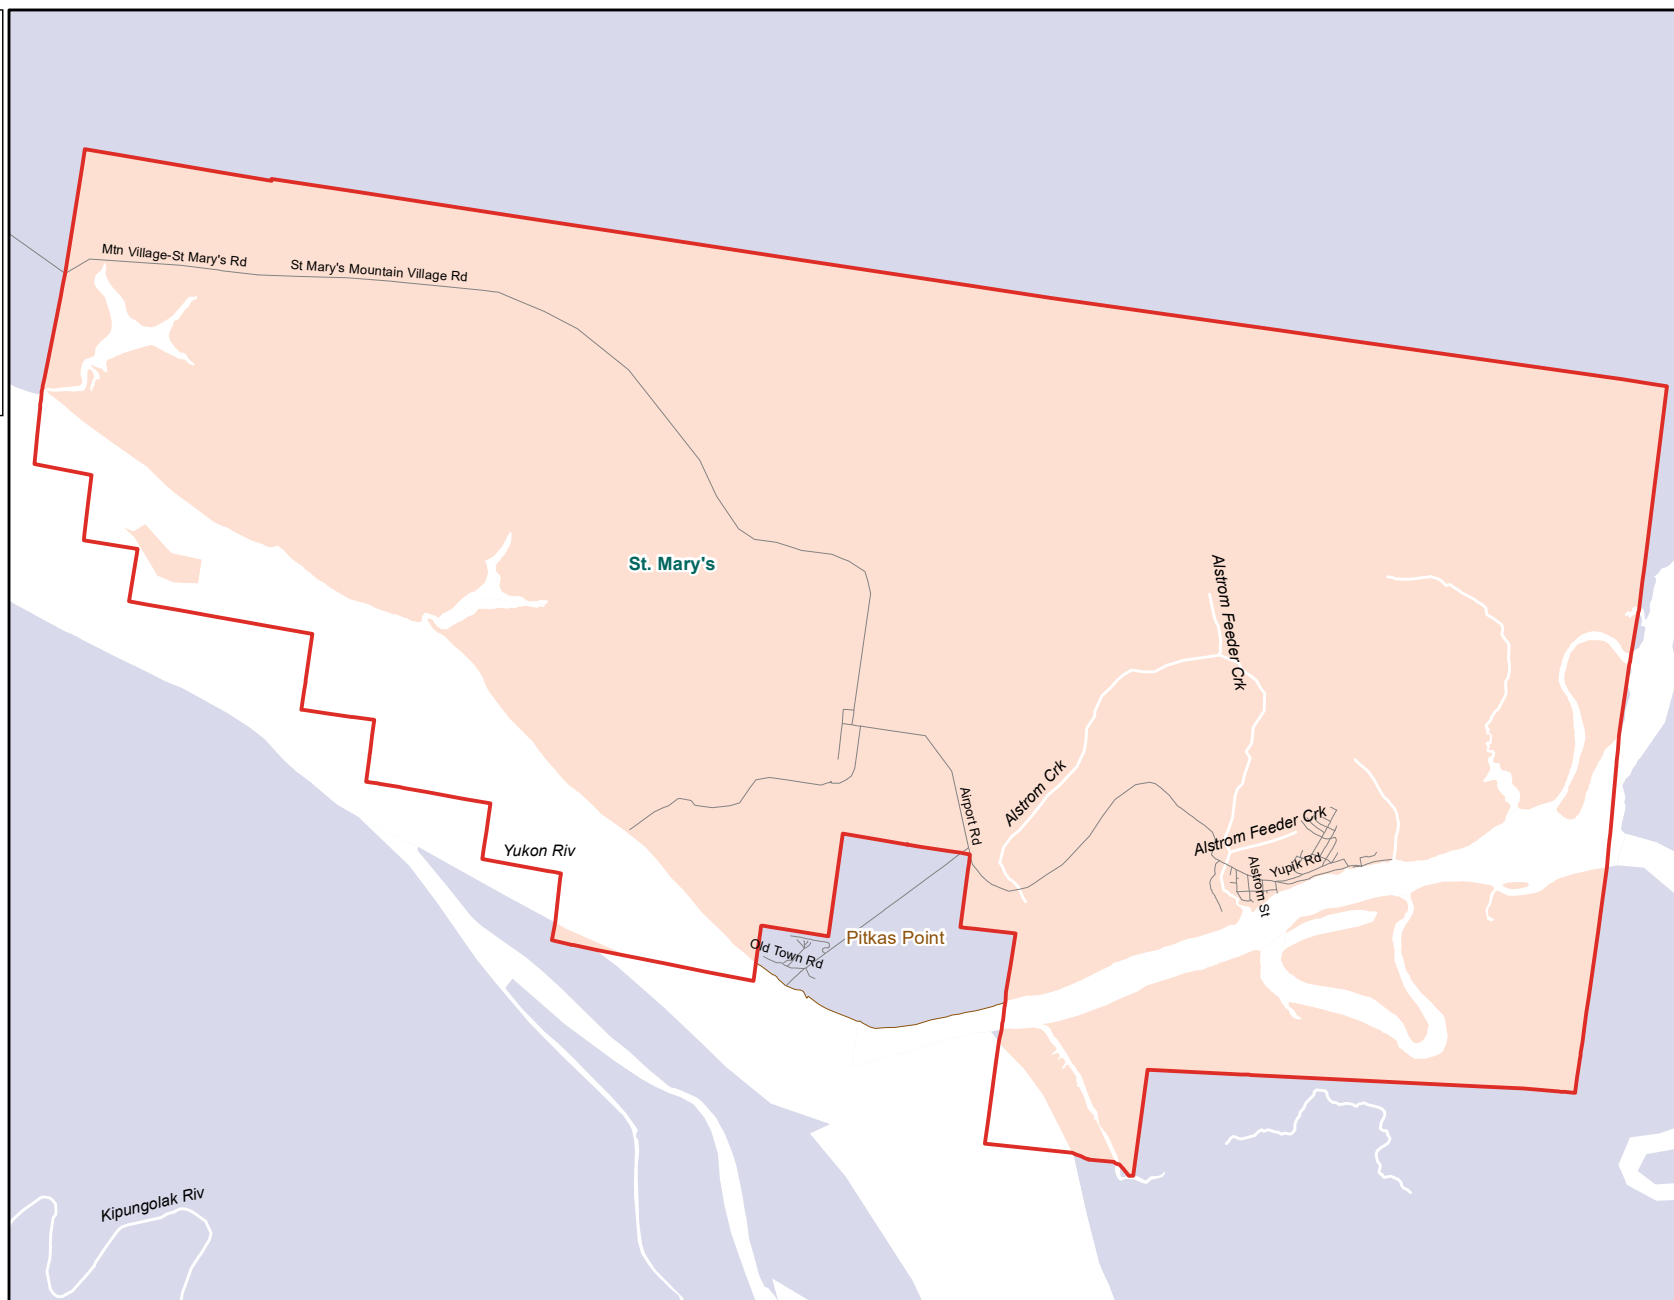 Mtn Village-St Mary's Rd
St Mary's Mountain Village Rd
St. Mary's
Alstrom Feeder Crk
Alstrom Crk
Airport Rd
Alstrom Feeder Crk
Yukon Riv
Yupik Rd
Alstrom St
Pitkas Point
Old Town Rd
Kipungolak Riv